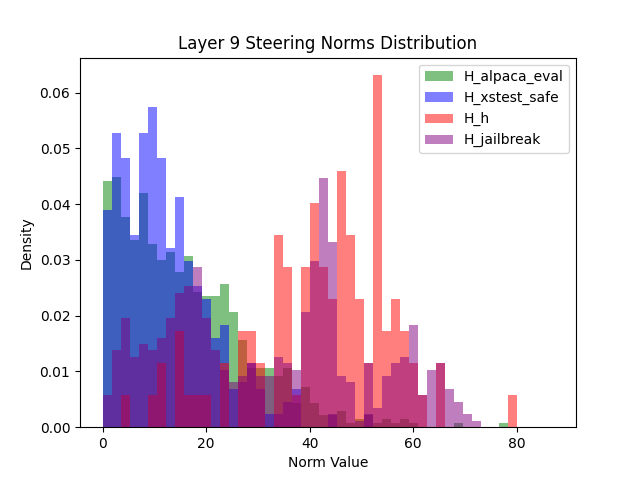 Layer 9 Steering Norms Distribution
H_alpaca_eval
H_xstest_safe
H_h
H_jailbreak
0.06
0.05
0.04
0.03
0.02
0.01
0.00
Density
0 20 40 60 80
Norm Value